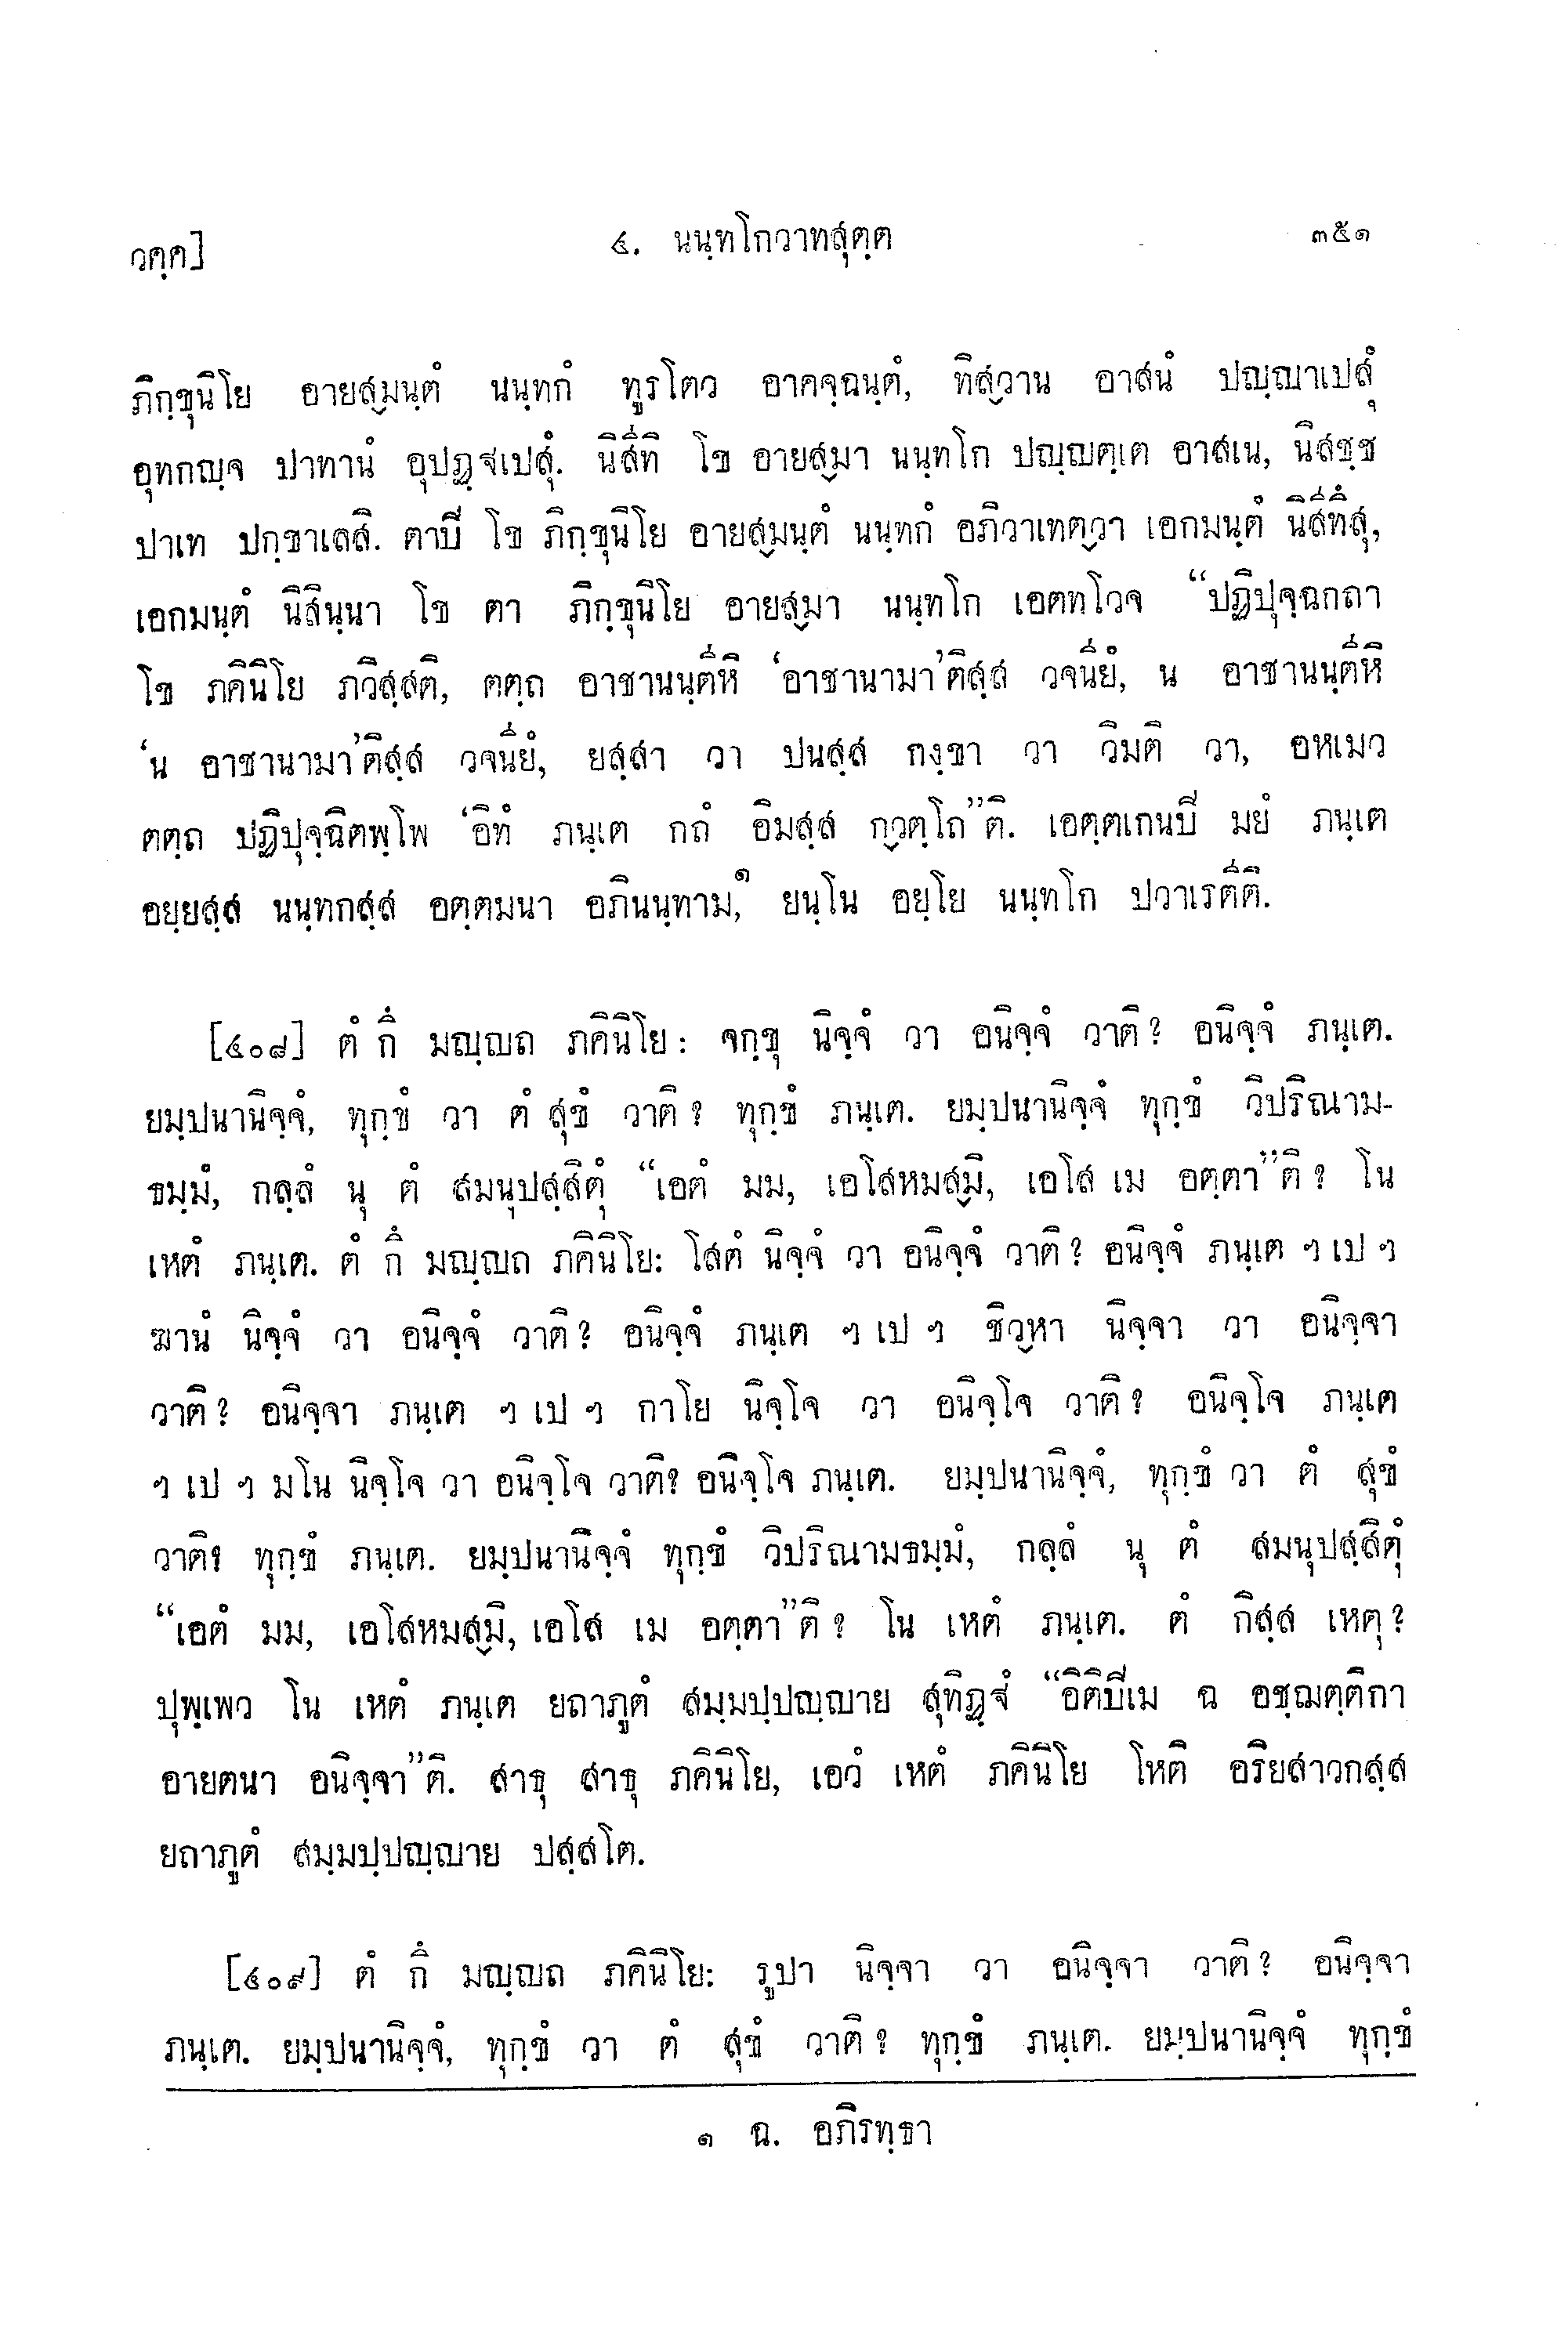 วคฺค]
๔. นนฺทโกวาทสุตฺต
๓๕๑
ภิกฺขุนิโย อายสฺมนฺตํ นนฺทกํ ทูรโตว อาคจฺฉนฺตํ, ทิสฺวาน อาสนํ ปญฺญาเปสุํ
อุทกญฺจ ปาทานํ อุปฏฺฐเปสุํ. นิสีทิ โข อายสฺมา นนฺทโก ปญฺญตฺเต อาสเน, นิสชฺช
ปาเท ปกฺขาเลสิ. ตาปี โข ภิกฺขุนิโย อายสฺมนฺตํ นนฺทกํ อภิวาเทตฺวา เอกมนฺตํ นิสีทึสุ,
เอกมนฺตํ นิสินฺนา โข ตา ภิกฺขุนิโย อายสฺมา นนฺทโก เอตทโวจ “ปฏิปุจฺฉกถา
โข ภคินิโย ภวิสฺสติ, ตตฺถ อาชานนฺตีหิ ‘อาชานามา’ติสฺส วจนียํ, น อาชานนฺตีหิ
‘น อาชานามา’ติสฺส วจนียํ, ยสฺสา วา ปนสฺส กงฺขา วา วิมติ วา, อหเมว
ตตฺถ ปฏิปุจฺฉิตพฺโพ ‘อิทํ ภนฺเต กถํ อิมสฺส กฺวตฺโถ”ติ. เอตฺตเกนปี มยํ ภนฺเต
อยฺยสฺส นนฺทกสฺส อตฺตมนา อภินนฺทาม,๑ ยนฺโน อยฺโย นนฺทโก ปวาเรตีติ.
[๔๐๘] ตํ กึ มญฺญถ ภคินิโย: จกฺขุ นิจฺจํ วา อนิจฺจํ วาติ? อนิจฺจํ ภนฺเต.
ยมฺปนานิจฺจํ, ทุกฺขํ วา ตํ สุขํ วาติ? ทุกฺขํ ภนฺเต. ยมฺปนานิจฺจํ ทุกฺขํ วิปริณาม-
ธมฺมํ, กลฺลํ นุ ตํ สมนุปสฺสิตุํ “เอตํ มม, เอโสหมสฺมิ, เอโส เม อตฺตา”ติ? โน
เหตํ ภนฺเต. ตํ กึ มญฺญถ ภคินิโย: โสตํ นิจฺจํ วา อนิจฺจํ วาติ? อนิจฺจํ ภนฺเต ฯ เป ฯ
ฆานํ นิจฺจํ วา อนิจฺจํ วาติ? อนิจฺจํ ภนฺเต ฯ เป ฯ ชิวฺหา นิจฺจา วา อนิจฺจา
วาติ? อนิจฺจา ภนฺเต ฯ เป ฯ กาโย นิจฺโจ วา อนิจฺโจ วาติ? อนิจฺโจ ภนฺเต
ฯ เป ฯ มโน นิจฺโจ วา อนิจฺโจ วาติ? อนิจฺโจ ภนฺเต. ยมฺปนานิจฺจํ, ทุกฺขํ วา ตํ สุขํ
วาติ? ทุกฺขํ ภนฺเต. ยมฺปนานิจฺจํ ทุกฺขํ วิปริณามธมฺมํ, กลฺลํ นุ ตํ สมนุปสฺสิตุํ
“เอตํ มม, เอโสหมสฺมิ, เอโส เม อตฺตา”ติ? โน เหตํ ภนฺเต. ตํ กิสฺส เหตุ?
ปุพฺเพว โน เหตํ ภนฺเต ยถาภูตํ สมฺมปฺปญฺญาย สุทิฏฺฐํ “อิติปีเม ฉ อชฺฌตฺติกา
อายตนา อนิจฺจา”ติ. สาธุ สาธุ ภคินิโย, เอวํ เหตํ ภคินิโย โหติ อริยสาวกสฺส
ยถาภูตํ สมฺมปฺปญฺญาย ปสฺสโต.
[๔๐๙] ตํ กึ มญฺญถ ภคินิโย: รูปา นิจฺจา วา อนิจฺจา วาติ? อนิจฺจา
ภนฺเต. ยมฺปนานิจฺจํ, ทุกฺขํ วา ตํ สุขํ วาติ? ทุกฺขํ ภนฺเต. ยมฺปนานิจฺจํ ทุกฺขํ
๑ ฉ. อภิรทฺธา